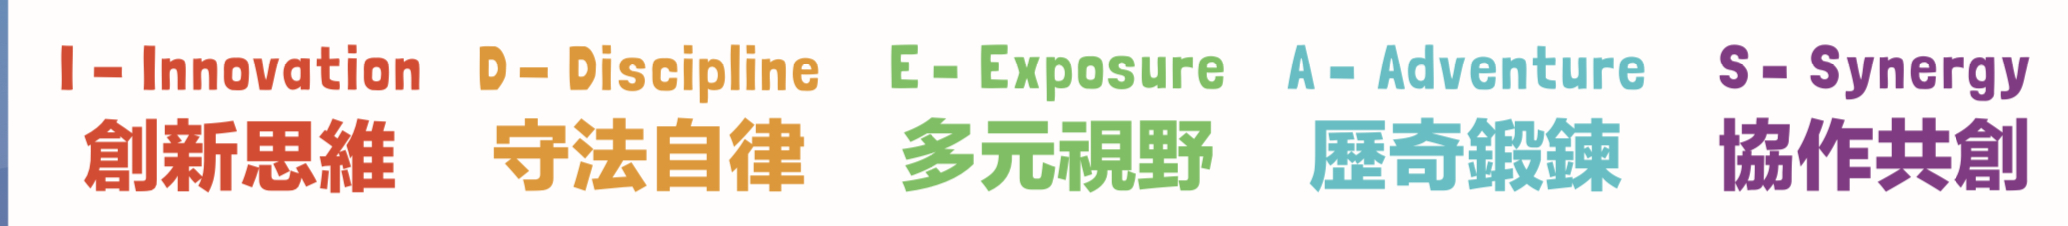 I - Innovation
創新思維
D - Discipline
守法自律
E - Exposure
多元視野
A - Adventure
歷奇鍛鍊
S - Synergy
協作共創